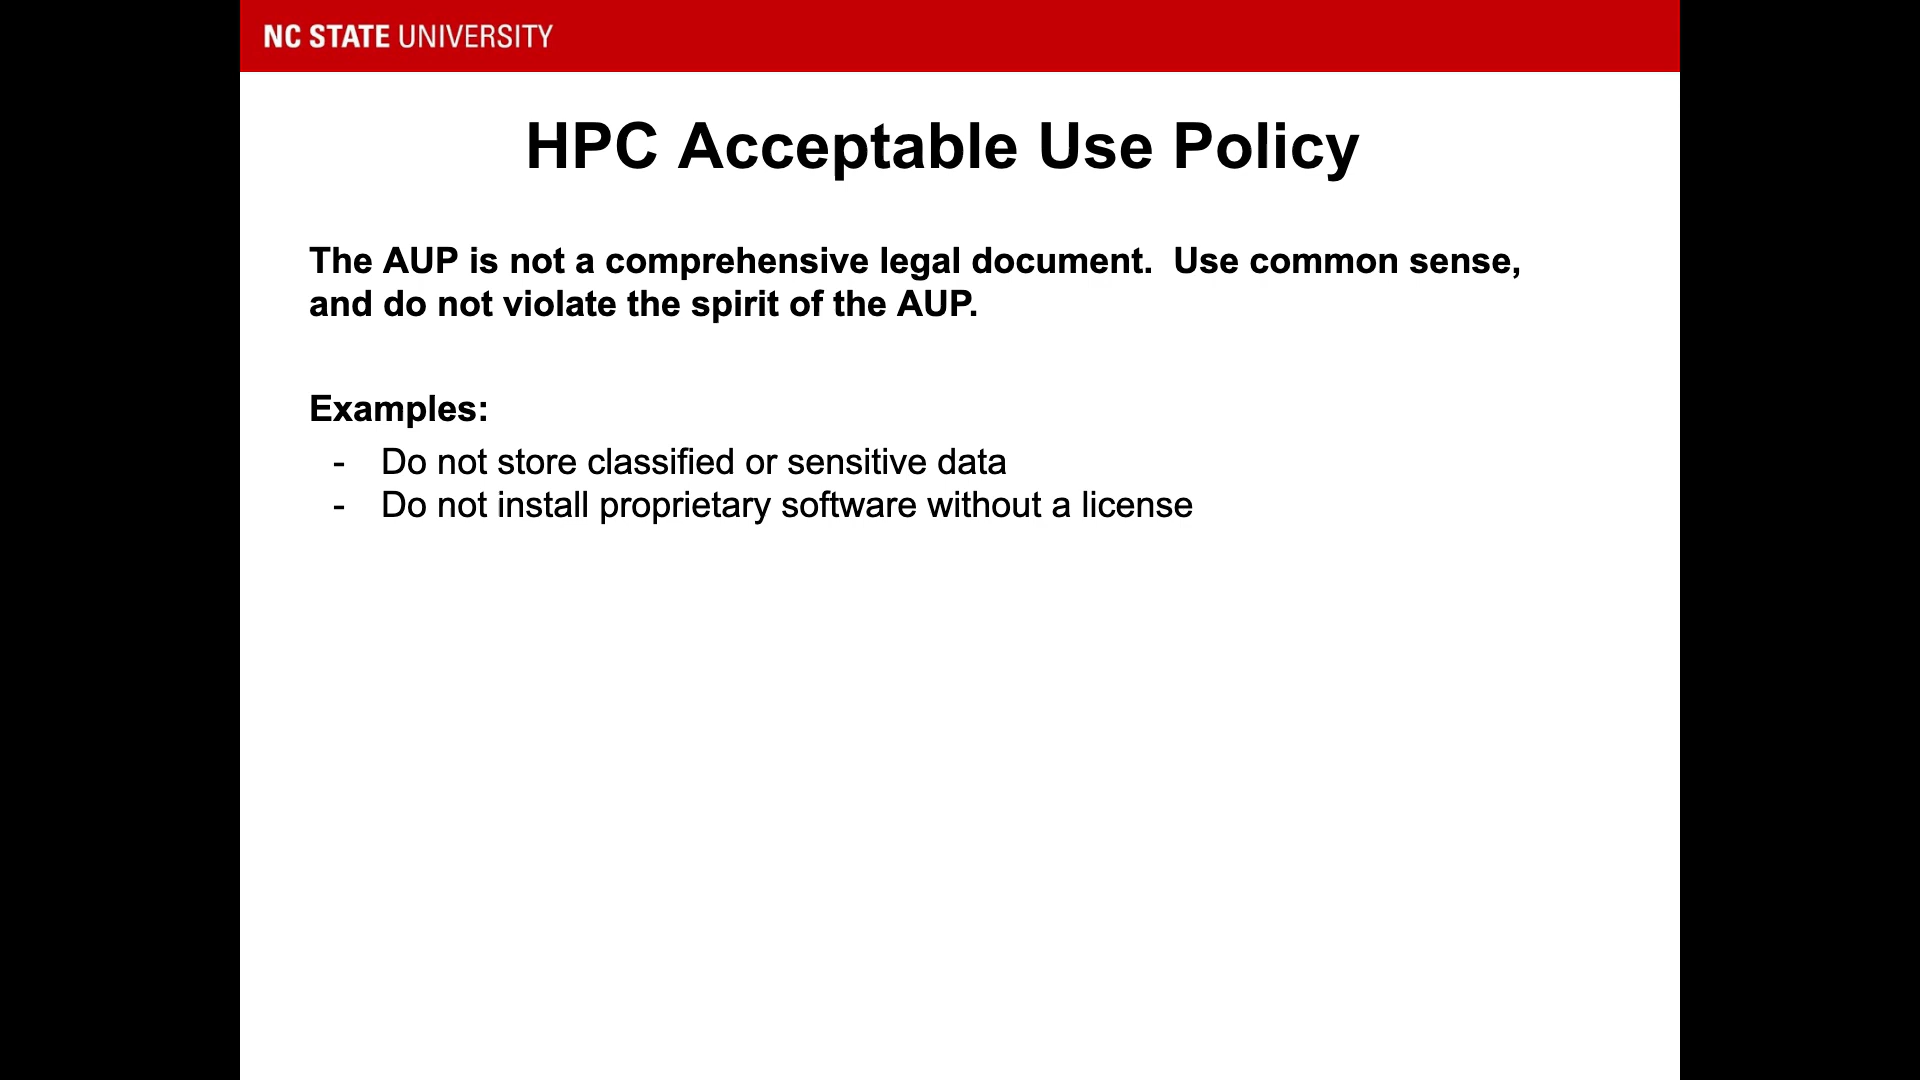 NC STATE UNIVERSITY
HPC Acceptable Use Policy
The AUP is not a comprehensive legal document.  Use common sense,
and do not violate the spirit of the AUP.
Examples:
- Do not store classified or sensitive data
- Do not install proprietary software without a license